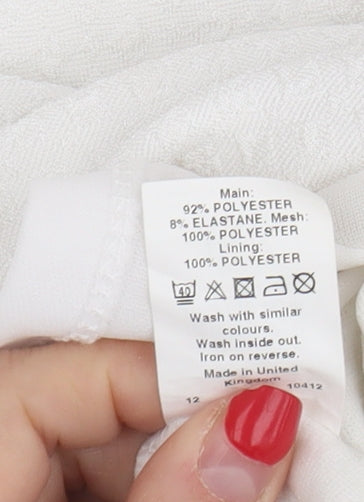 Main:
92% POLYESTER
8% ELASTANE. Mesh:
100% POLYESTER
Lining:
100% POLYESTER
40
Wash with similar
colours.
Wash inside out.
Iron on reverse.
Made in United
Kingdom
12 10412